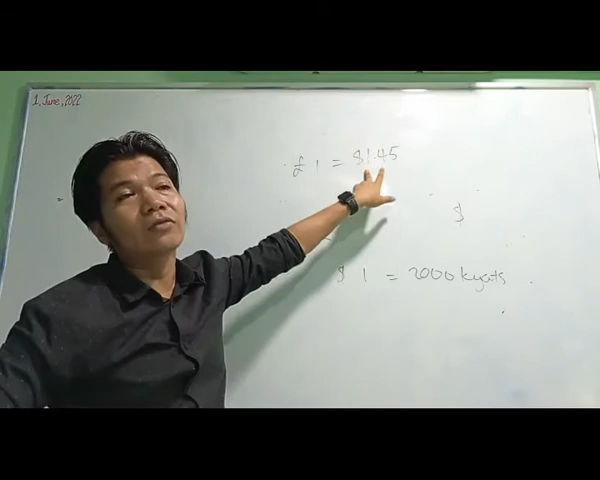 1, June, 2022
£ 1 = $1.45
$
$ 1 = 2000 kyats